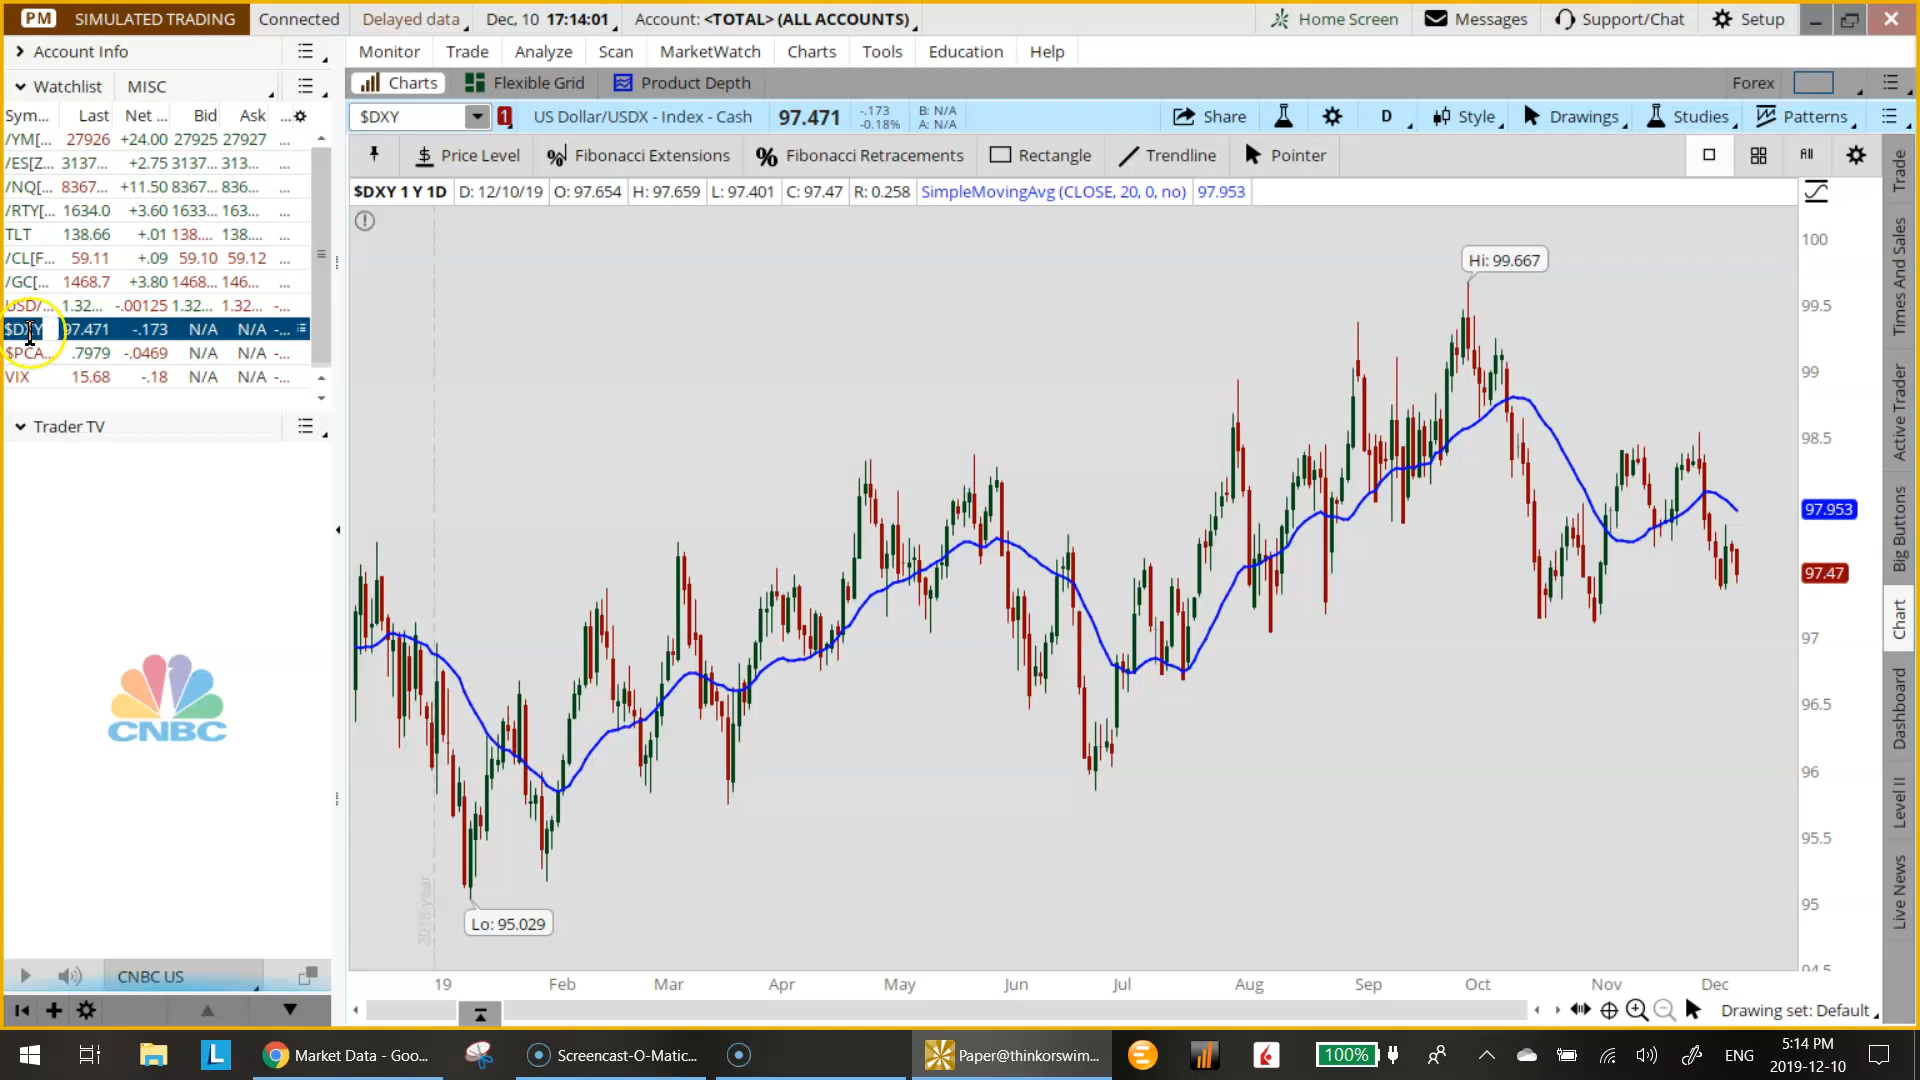 PM SIMULATED TRADING Connected Delayed data Dec, 10 17:14:01 Account: <TOTAL> (ALL ACCOUNTS) Home Screen Messages Support/Chat Setup
Account Info
Monitor Trade Analyze Scan MarketWatch Charts Tools Education Help
Watchlist MISC
Charts Flexible Grid Product Depth Forex
Sym... Last Net ... Bid Ask ...
$DXY 1 US Dollar/USDX - Index - Cash 97.471 -.173 -0.18% B: N/A A: N/A Share D Style Drawings Studies Patterns
/YM[... 27926 +24.00 27925 27927
/ES[Z... 3137... +2.75 3137... 313... ...
Price Level Fibonacci Extensions Fibonacci Retracements Rectangle Trendline Pointer All
/NQ[... 8367... +11.50 8367... 836... ...
$DXY 1 Y 1D D: 12/10/19 O: 97.654 H: 97.659 L: 97.401 C: 97.47 R: 0.258 SimpleMovingAvg (CLOSE, 20, 0, no) 97.953
/RTY[... 1634.0 +3.60 1633... 163... ...
TLT 138.66 +.01 138.... 138.... ...
/CL[F... 59.11 +.09 59.10 59.12 ...
/GC[... 1468.7 +3.80 1468... 146... ...
USD/... 1.32... -.00125 1.32... 1.32... -...
$DXY 97.471 -.173 N/A N/A -...
$PCA... .7979 -.0469 N/A N/A -...
VIX 15.68 -.18 N/A N/A -...
Trader TV
CNBC
CNBC US
Hi: 99.667
Lo: 95.029
2018 year
100
99.5
99
98.5
97.953
97.47
97
96.5
96
95.5
95
94.5
19 Feb Mar Apr May Jun Jul Aug Sep Oct Nov Dec
Drawing set: Default
Trade
Times And Sales
Active Trader
Big Buttons
Chart
Dashboard
Level II
Live News
L Market Data - Goo... Screencast-O-Matic... Paper@thinkorswim... 100% ENG 5:14 PM
2019-12-10